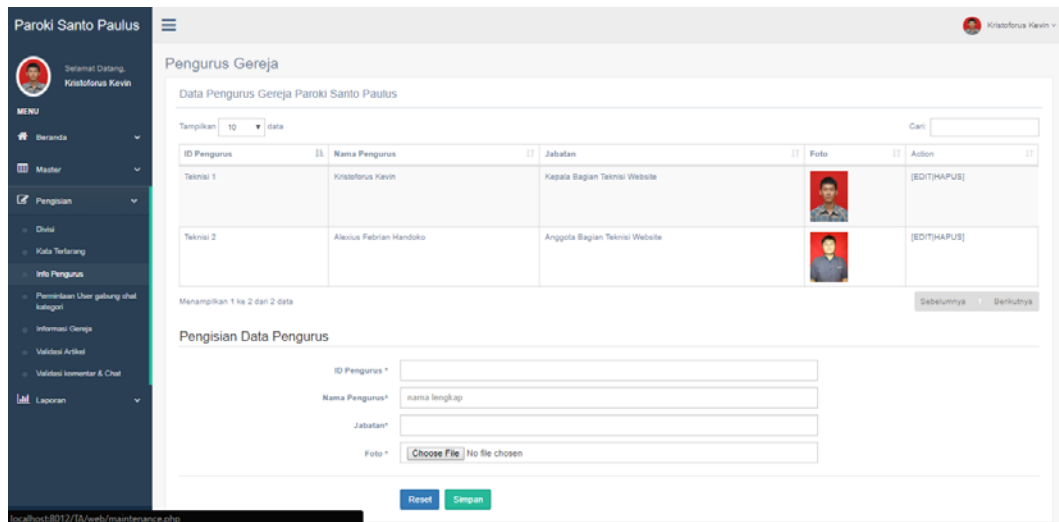 Paroki Santo Paulus
Kristoforus Kevin
Selamat Datang,
Kristoforus Kevin
MENU
Beranda
Master
Pengisian
Divisi
Kata Terlarang
Info Pengurus
Permintaan User gabung chat
kategori
Informasi Gereja
Validasi Artikel
Validasi komentar & Chat
Laporan
Pengurus Gereja
Data Pengurus Gereja Paroki Santo Paulus
Tampilkan 10 data
Cari:
ID Pengurus Nama Pengurus Jabatan Foto Action
Teknisi 1 Kristoforus Kevin Kepala Bagian Teknisi Website [EDIT|HAPUS]
Teknisi 2 Alexius Febrian Handoko Anggota Bagian Teknisi Website [EDIT|HAPUS]
Menampilkan 1 ke 2 dari 2 data
Sebelumnya 1 Berikutnya
Pengisian Data Pengurus
ID Pengurus *
Nama Pengurus* nama lengkap
Jabatan*
Foto * Choose File No file chosen
Reset Simpan
localhost:8012/TA/web/maintenance.php